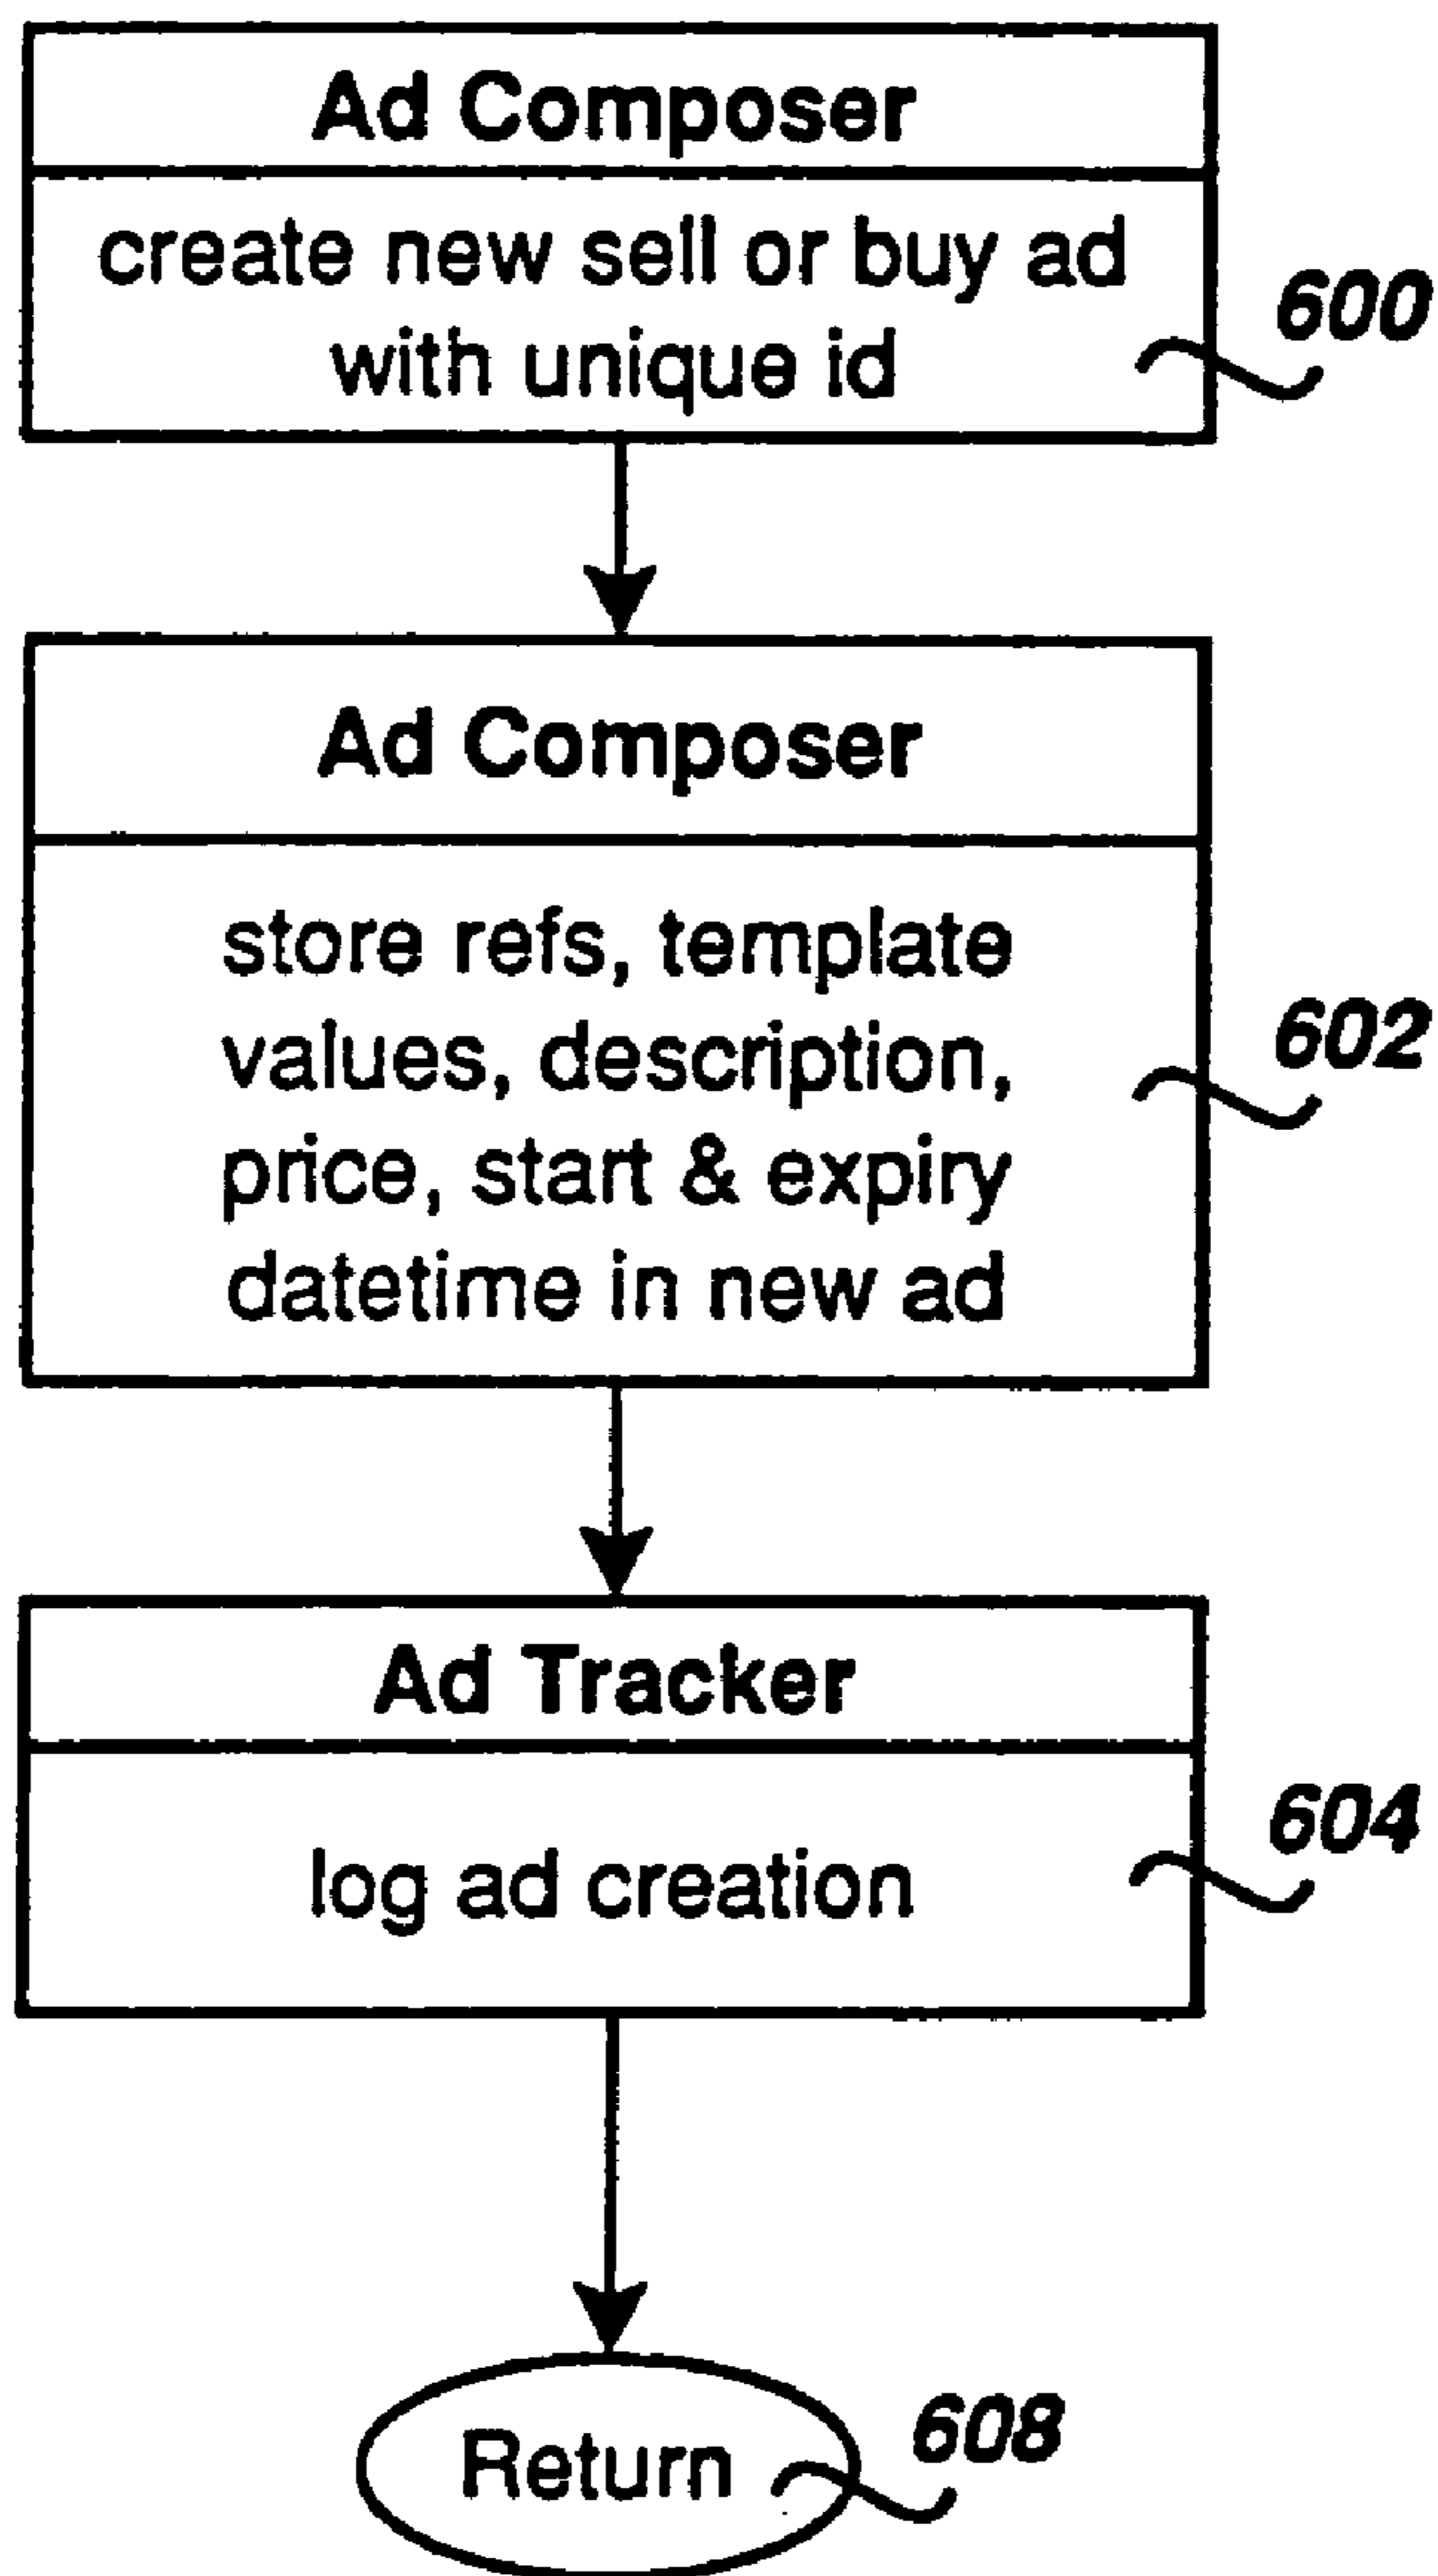 Ad Composer
create new sell or buy ad
with unique id
600
Ad Composer
store refs, template
values, description,
price, start & expiry
datetime in new ad
602
Ad Tracker
log ad creation
604
Return
608